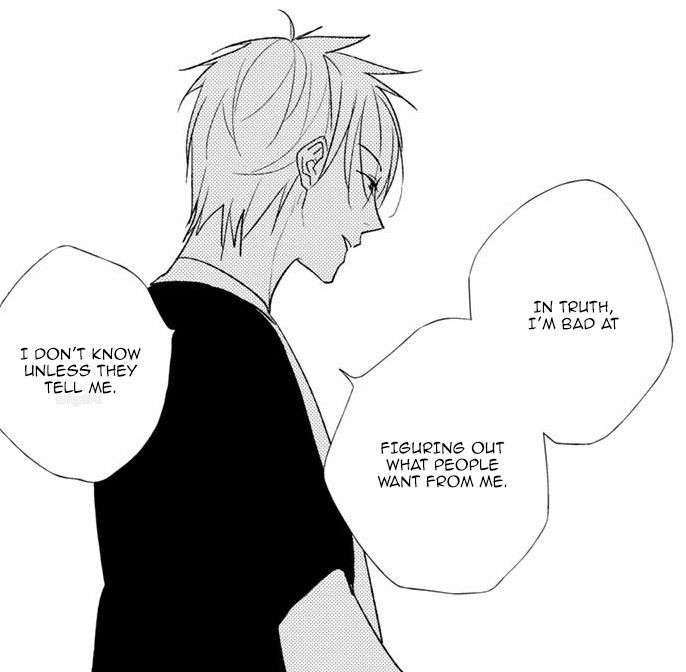 IN TRUTH,
I'M BAD AT
FIGURING OUT
WHAT PEOPLE
WANT FROM ME.
I DON'T KNOW
UNLESS THEY
TELL ME.